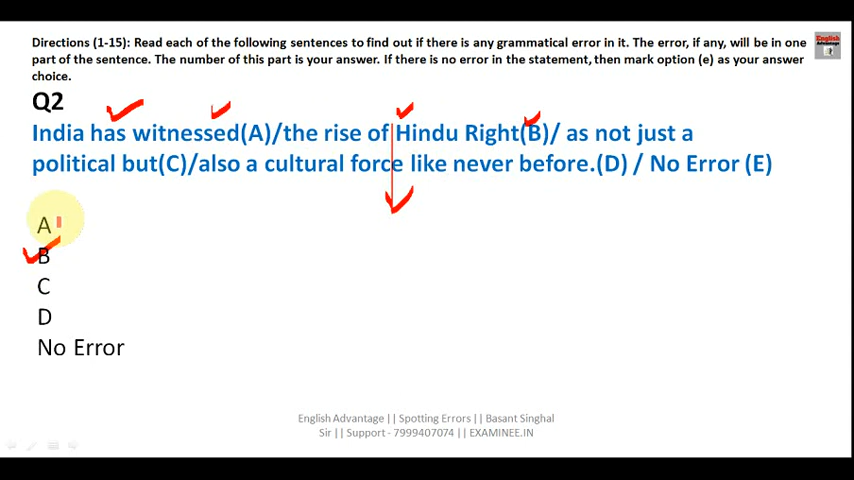 Directions (1-15): Read each of the following sentences to find out if there is any grammatical error in it. The error, if any, will be in one
part of the sentence. The number of this part is your answer. If there is no error in the statement, then mark option (e) as your answer
choice.
English
Advantage
Q2
India has witnessed(A)/the rise of Hindu Right(B)/ as not just a
political but(C)/also a cultural force like never before.(D) / No Error (E)
A
B
C
D
No Error
English Advantage || Spotting Errors || Basant Singhal
Sir || Support - 7999407074 || EXAMINEE.IN